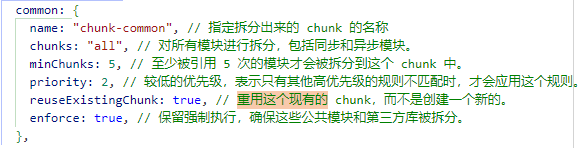 common: {
name: "chunk-common", // 指定拆分出来的 chunk 的名称
chunks: "all", // 对所有模块进行拆分，包括同步和异步模块。
minChunks: 5, // 至少被引用 5 次的模块才会被拆分到这个 chunk 中。
priority: 2, // 较低的优先级，表示只有其他高优先级的规则不匹配时，才会应用这个规则。
reuseExistingChunk: true, // 重用这个现有的 chunk，而不是创建一个新的。
enforce: true, // 保留强制执行，确保这些公共模块和第三方库被拆分。
},